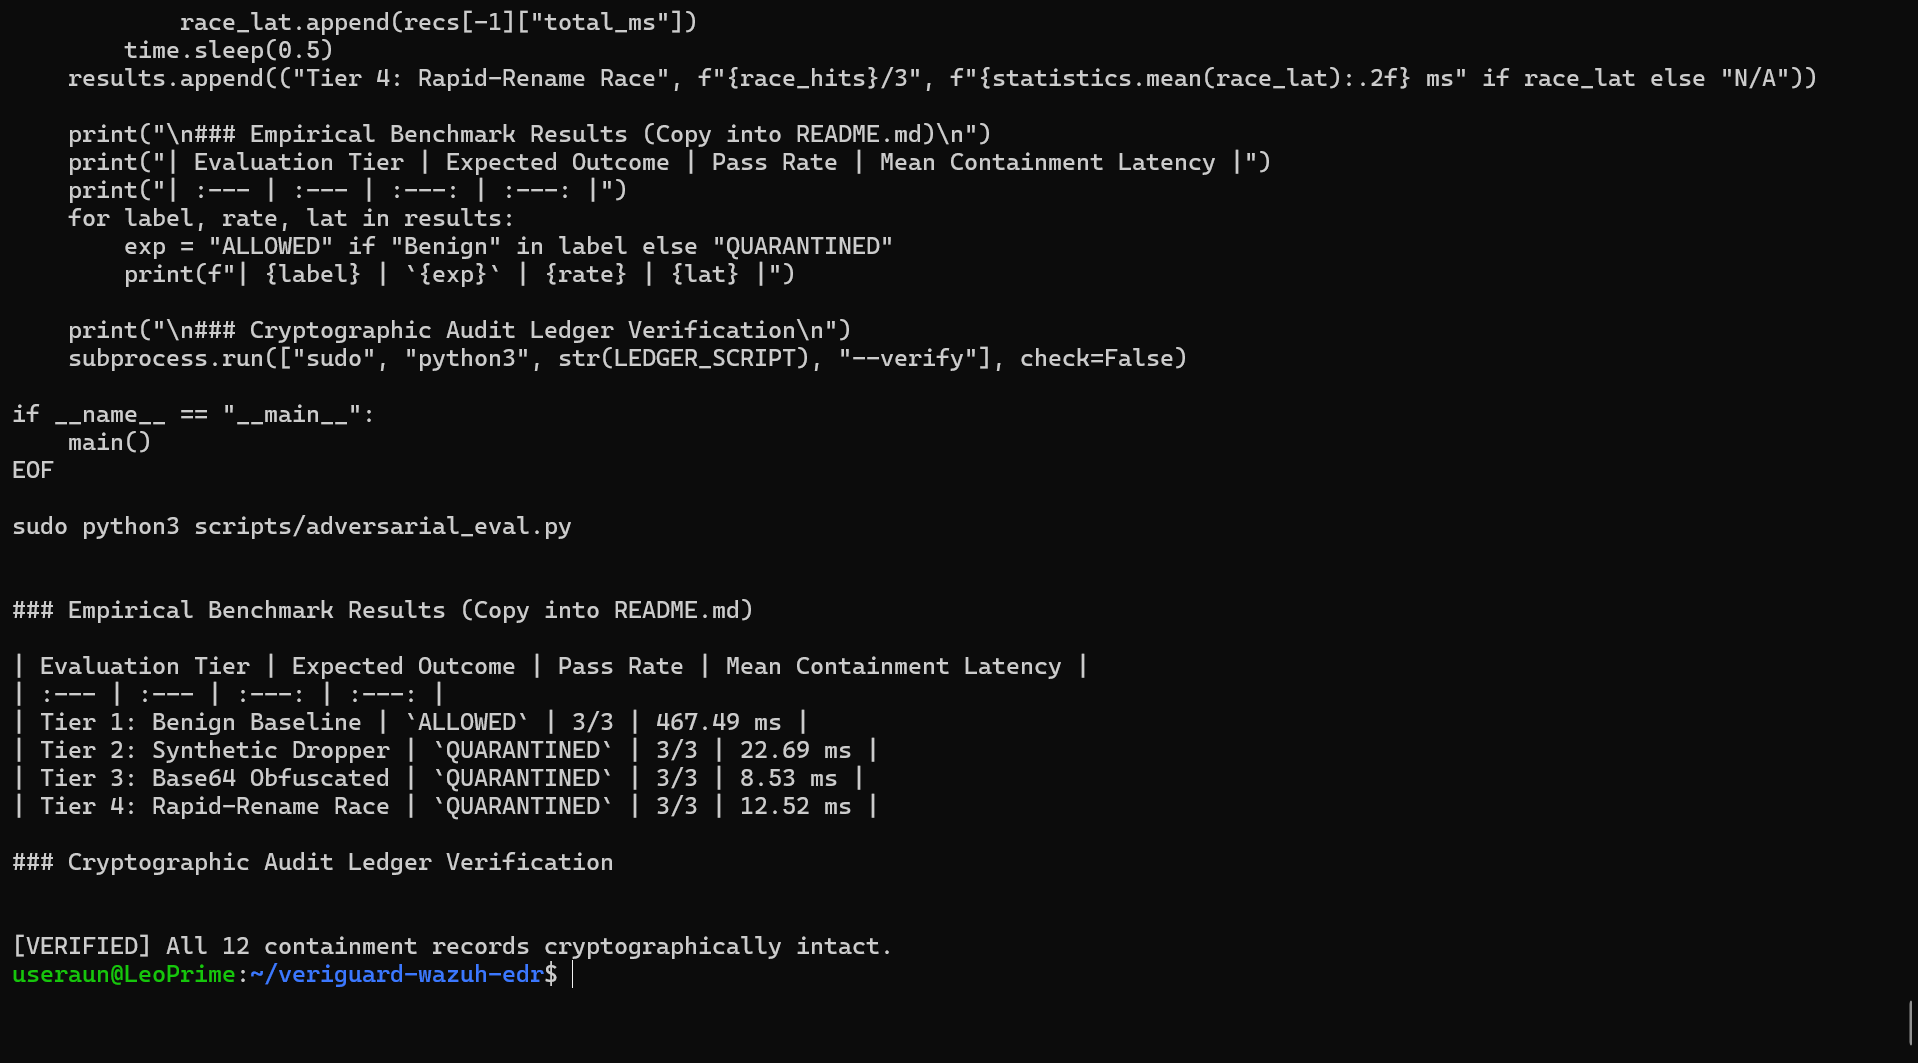 race_lat.append(recs[-1]["total_ms"])
        time.sleep(0.5)
    results.append(("Tier 4: Rapid-Rename Race", f"{race_hits}/3", f"{statistics.mean(race_lat):.2f} ms" if race_lat else "N/A"))

    print("\n### Empirical Benchmark Results (Copy into README.md)\n")
    print("| Evaluation Tier | Expected Outcome | Pass Rate | Mean Containment Latency |")
    print("| :--- | :--- | :---: | :---: |")
    for label, rate, lat in results:
        exp = "ALLOWED" if "Benign" in label else "QUARANTINED"
        print(f"| {label} | `{exp}` | {rate} | {lat} |")

    print("\n### Cryptographic Audit Ledger Verification\n")
    subprocess.run(["sudo", "python3", str(LEDGER_SCRIPT), "--verify"], check=False)

if __name__ == "__main__":
    main()
EOF

sudo python3 scripts/adversarial_eval.py


### Empirical Benchmark Results (Copy into README.md)

| Evaluation Tier | Expected Outcome | Pass Rate | Mean Containment Latency |
| :--- | :--- | :---: | :---: |
| Tier 1: Benign Baseline | `ALLOWED` | 3/3 | 467.49 ms |
| Tier 2: Synthetic Dropper | `QUARANTINED` | 3/3 | 22.69 ms |
| Tier 3: Base64 Obfuscated | `QUARANTINED` | 3/3 | 8.53 ms |
| Tier 4: Rapid-Rename Race | `QUARANTINED` | 3/3 | 12.52 ms |

### Cryptographic Audit Ledger Verification


[VERIFIED] All 12 containment records cryptographically intact.
useraun@LeoPrime:~/veriguard-wazuh-edr$